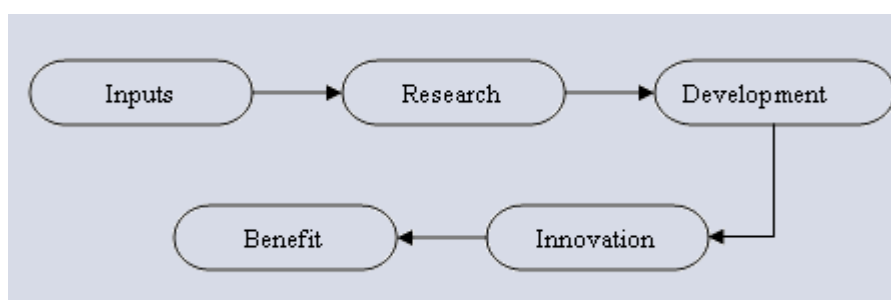 Inputs
Research
Development
Innovation
Benefit